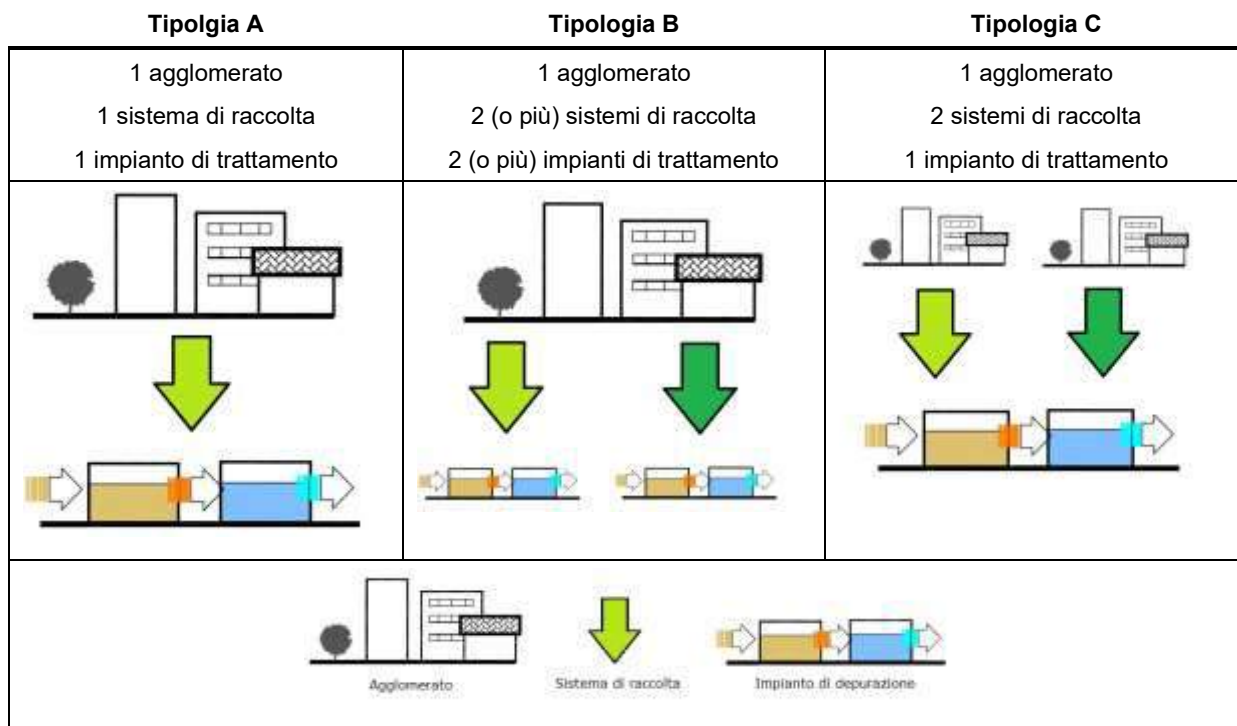 Tipolgia A
Tipologia B
Tipologia C
1 agglomerato
1 sistema di raccolta
1 impianto di trattamento
1 agglomerato
2 (o più) sistemi di raccolta
2 (o più) impianti di trattamento
1 agglomerato
2 sistemi di raccolta
1 impianto di trattamento
Agglomerato
Sistema di raccolta
Impianto di depurazione